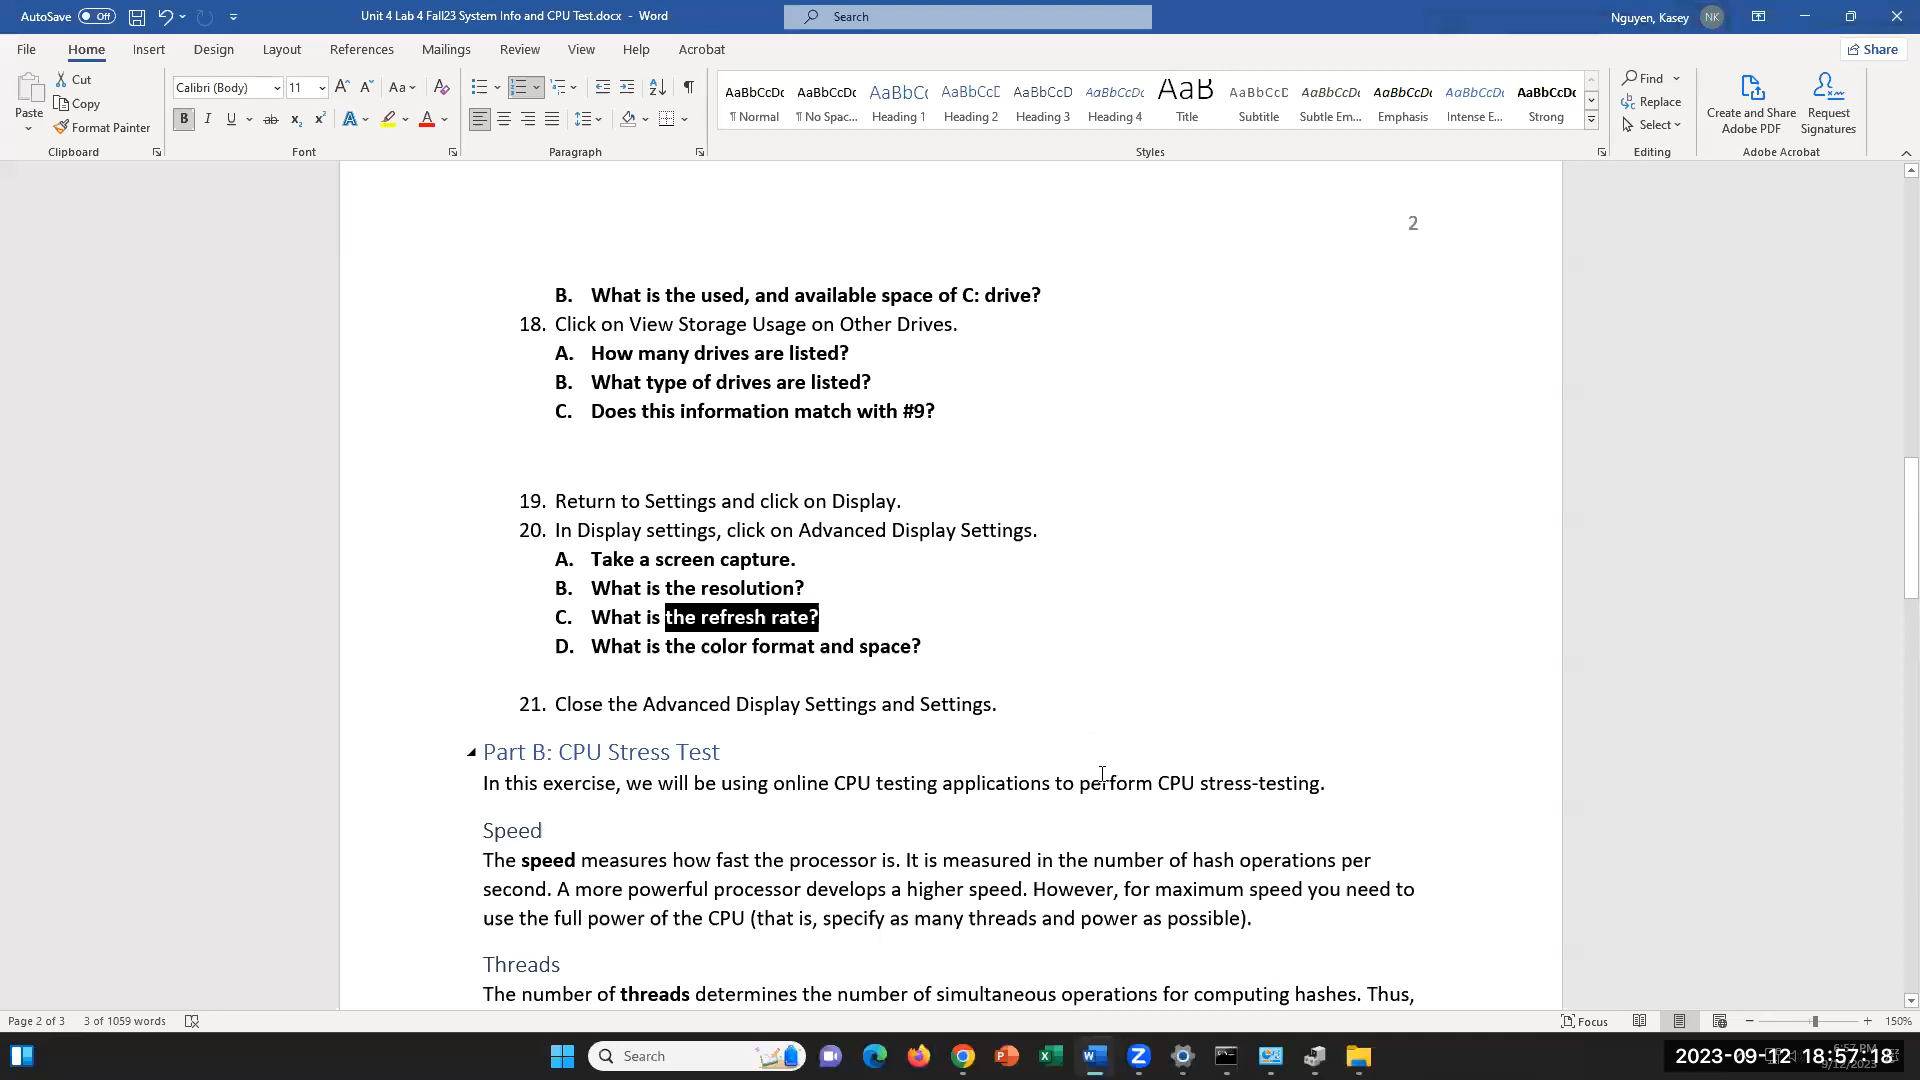 AutoSave Off Unit 4 Lab 4 Fall23 System Info and CPU Test.docx - Word Search Nguyen, Kasey NK
File Home Insert Design Layout References Mailings Review View Help Acrobat Share
Paste Cut Copy Format Painter Clipboard
Calibri (Body) 11 Font
Paragraph
AaBbCcDc AaBbCcDc AaBbCc AaBbCcD AaBbCcDc AaBbCcDc AaB AaBbCcD AaBbCcDc AaBbCcDc AaBbCcDc AaBbCcDc
¶ Normal ¶ No Spac... Heading 1 Heading 2 Heading 3 Heading 4 Title Subtitle Subtle Em... Emphasis Intense E... Strong
Styles
Find Replace Select Editing
Create and Share Adobe PDF Request Signatures Adobe Acrobat
2
B. What is the used, and available space of C: drive?
18. Click on View Storage Usage on Other Drives.
A. How many drives are listed?
B. What type of drives are listed?
C. Does this information match with #9?
19. Return to Settings and click on Display.
20. In Display settings, click on Advanced Display Settings.
A. Take a screen capture.
B. What is the resolution?
C. What is the refresh rate?
D. What is the color format and space?
21. Close the Advanced Display Settings and Settings.
Part B: CPU Stress Test
In this exercise, we will be using online CPU testing applications to perform CPU stress-testing.
Speed
The speed measures how fast the processor is. It is measured in the number of hash operations per
second. A more powerful processor develops a higher speed. However, for maximum speed you need to
use the full power of the CPU (that is, specify as many threads and power as possible).
Threads
The number of threads determines the number of simultaneous operations for computing hashes. Thus,
Page 2 of 3 3 of 1059 words Focus 150%
Search
2023-09-12 18:57:18